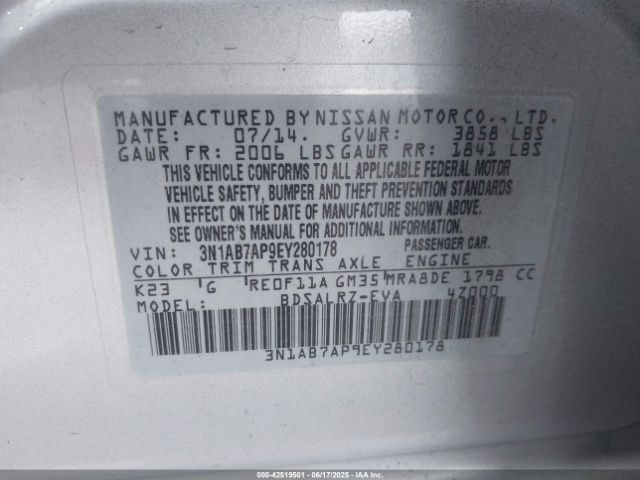 MANUFACTURED BY NISSAN MOTOR CO., LTD.
DATE: 07/14. GVWR: 3858 LBS
GAWR FR: 2006 LBS GAWR RR: 1841 LBS
THIS VEHICLE CONFORMS TO ALL APPLICABLE FEDERAL MOTOR
VEHICLE SAFETY, BUMPER AND THEFT PREVENTION STANDARDS
IN EFFECT ON THE DATE OF MANUFACTURE SHOWN ABOVE.
SEE OWNER'S MANUAL FOR ADDITIONAL INFORMATION.
VIN: 3N1AB7AP9EY280178 PASSENGER CAR.
COLOR TRIM TRANS AXLE ENGINE
K23 G RE0F11A GM35 MRA8DE 1798 CC
MODEL: BDSALRZ-EVA 4Z000
3N1AB7AP9EY280178
000-42519501 - 06/17/2025 - IAA, Inc.